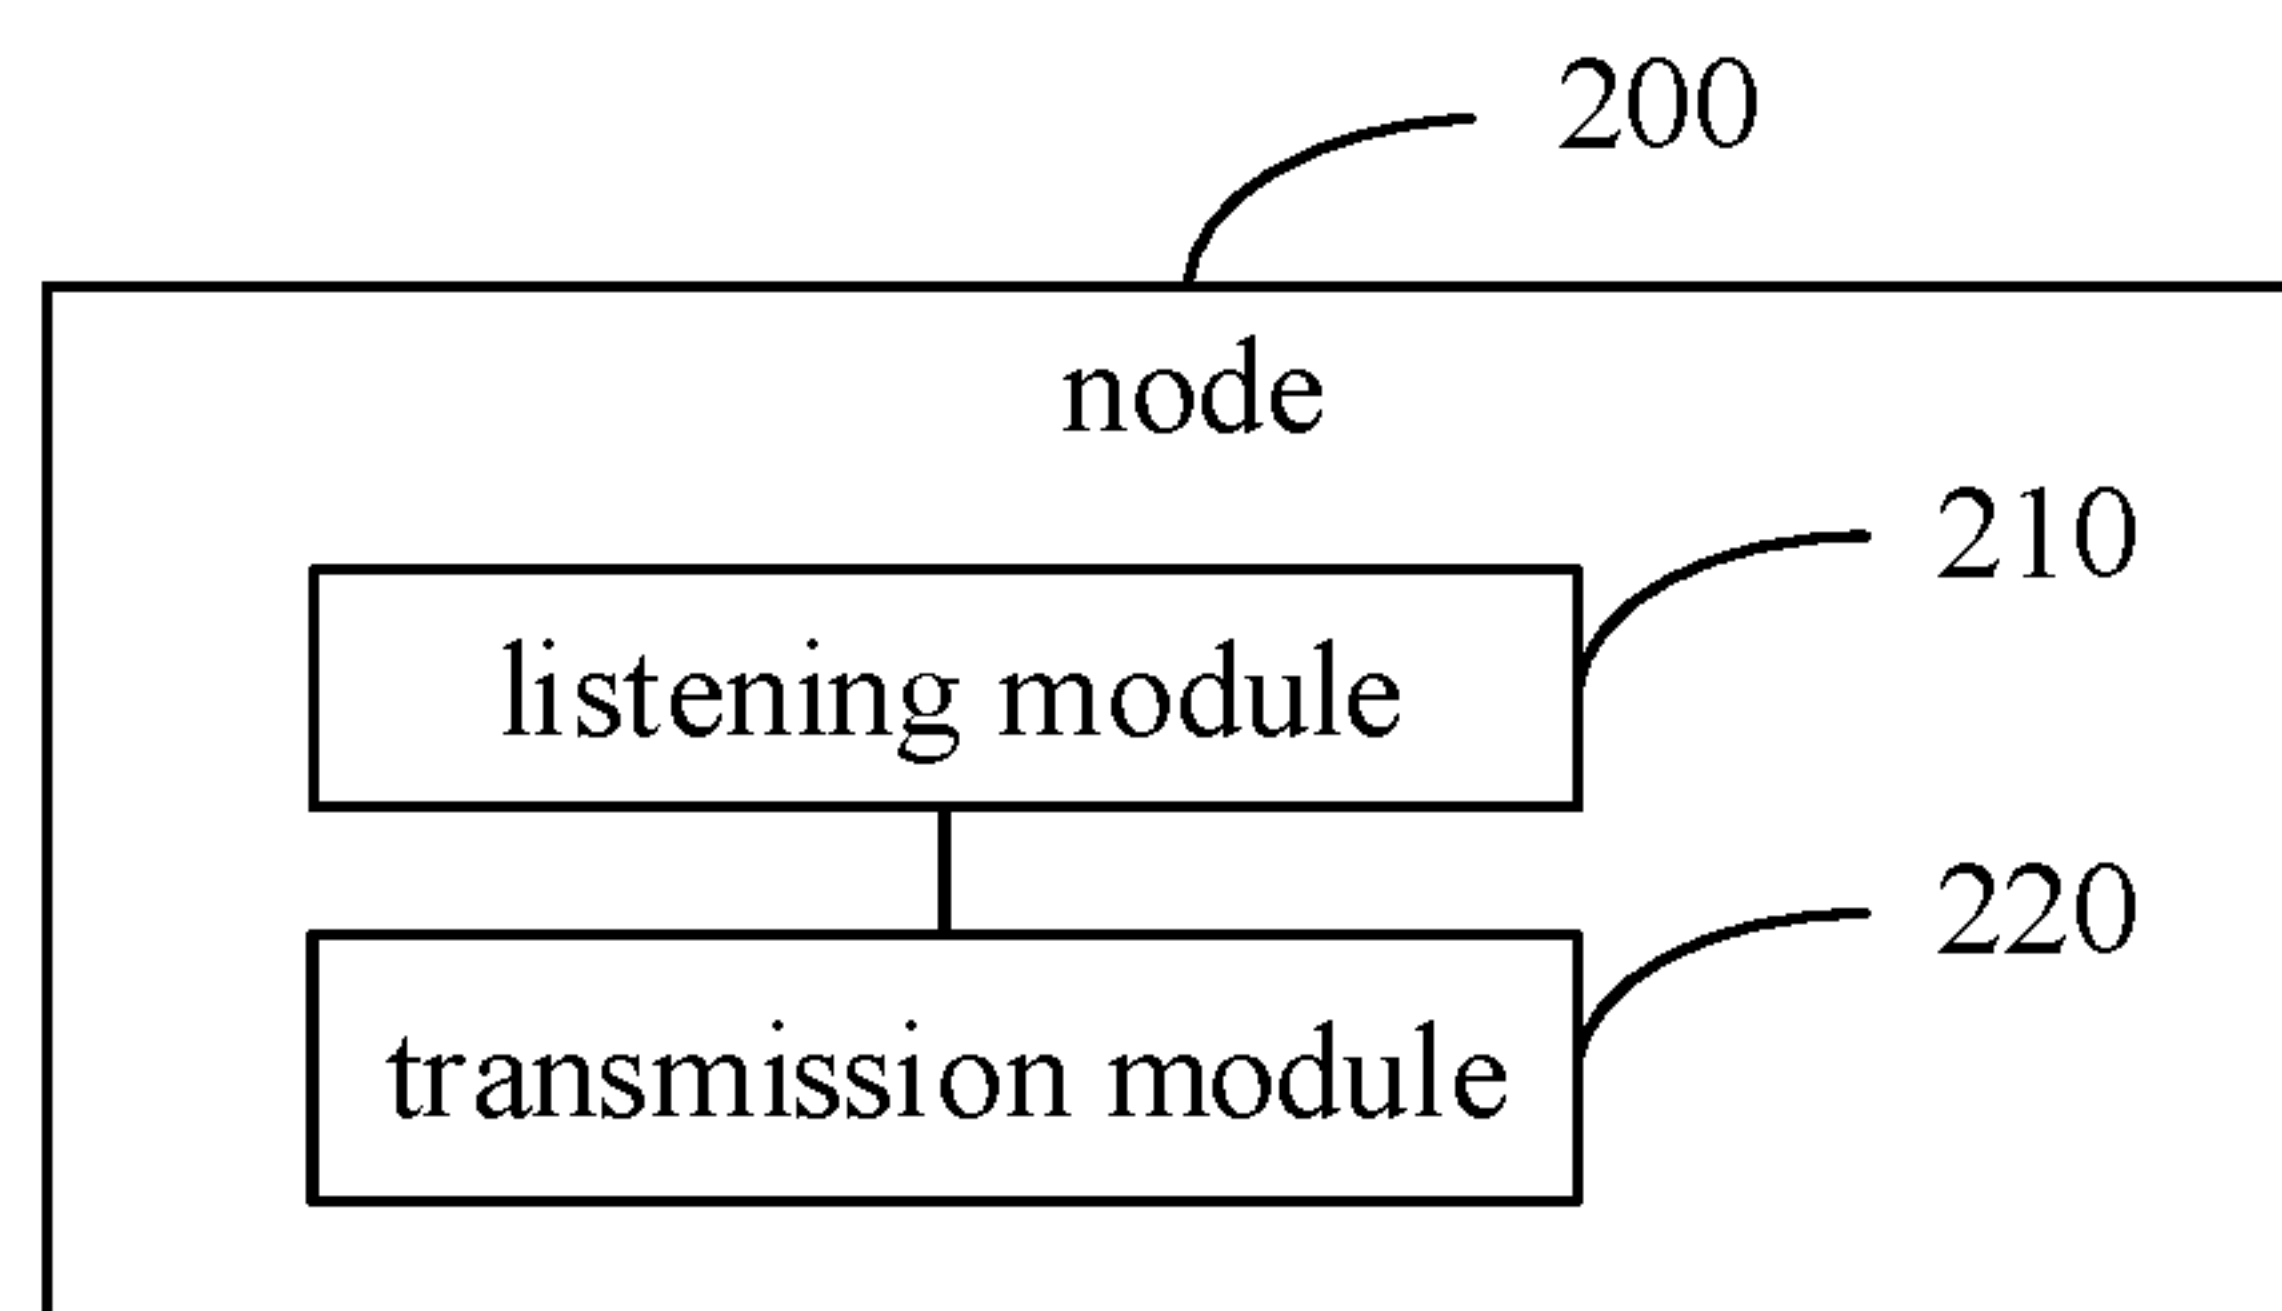 200
node
210
listening module
220
transmission module